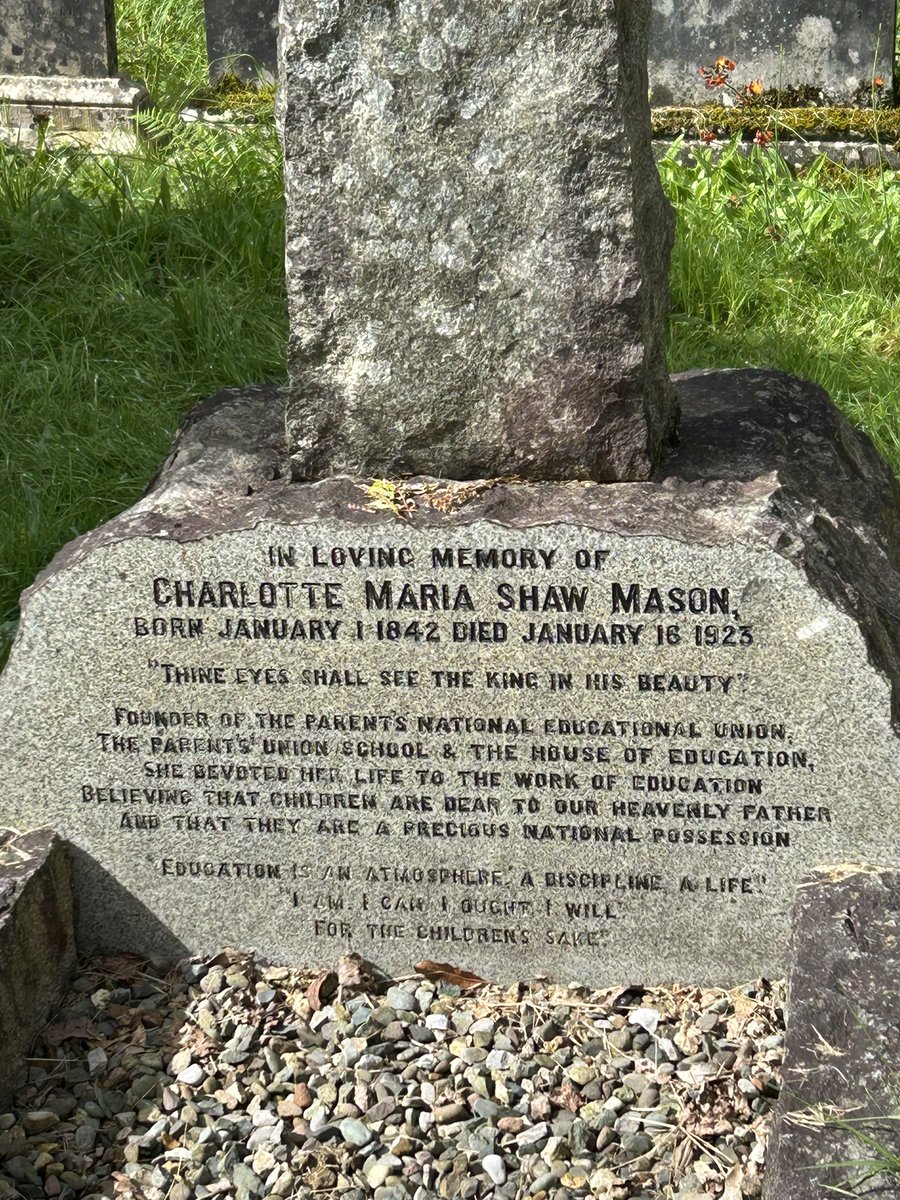 IN LOVING MEMORY OF
CHARLOTTE MARIA SHAW MASON,
BORN JANUARY 1 1842 DIED JANUARY 16 1923
"THINE EYES SHALL SEE THE KING IN HIS BEAUTY".
FOUNDER OF THE PARENT'S NATIONAL EDUCATIONAL UNION,
THE PARENTS' UNION SCHOOL & THE HOUSE OF EDUCATION,
SHE DEVOTED HER LIFE TO THE WORK OF EDUCATION
BELIEVING THAT CHILDREN ARE DEAR TO OUR HEAVENLY FATHER
AND THAT THEY ARE A PRECIOUS NATIONAL POSSESSION
"EDUCATION IS AN ATMOSPHERE, A DISCIPLINE, A LIFE."
"I AM, I CAN, I OUGHT, I WILL"
FOR THE CHILDREN'S SAKE".